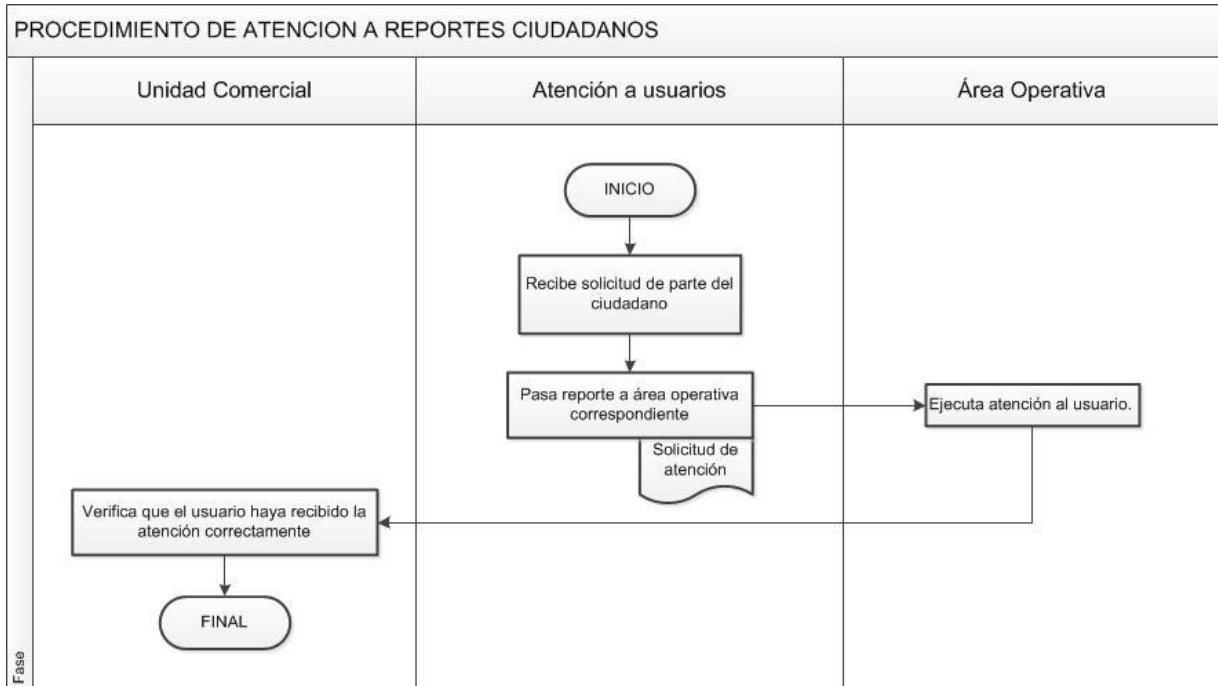 PROCEDIMIENTO DE ATENCION A REPORTES CIUDADANOS
Unidad Comercial
Atención a usuarios
Área Operativa
INICIO
Recibe solicitud de parte del
ciudadano
Pasa reporte a área operativa
correspondiente
Ejecuta atención al usuario.
Solicitud de
atención
Verifica que el usuario haya recibido la
atención correctamente
FINAL
Fase